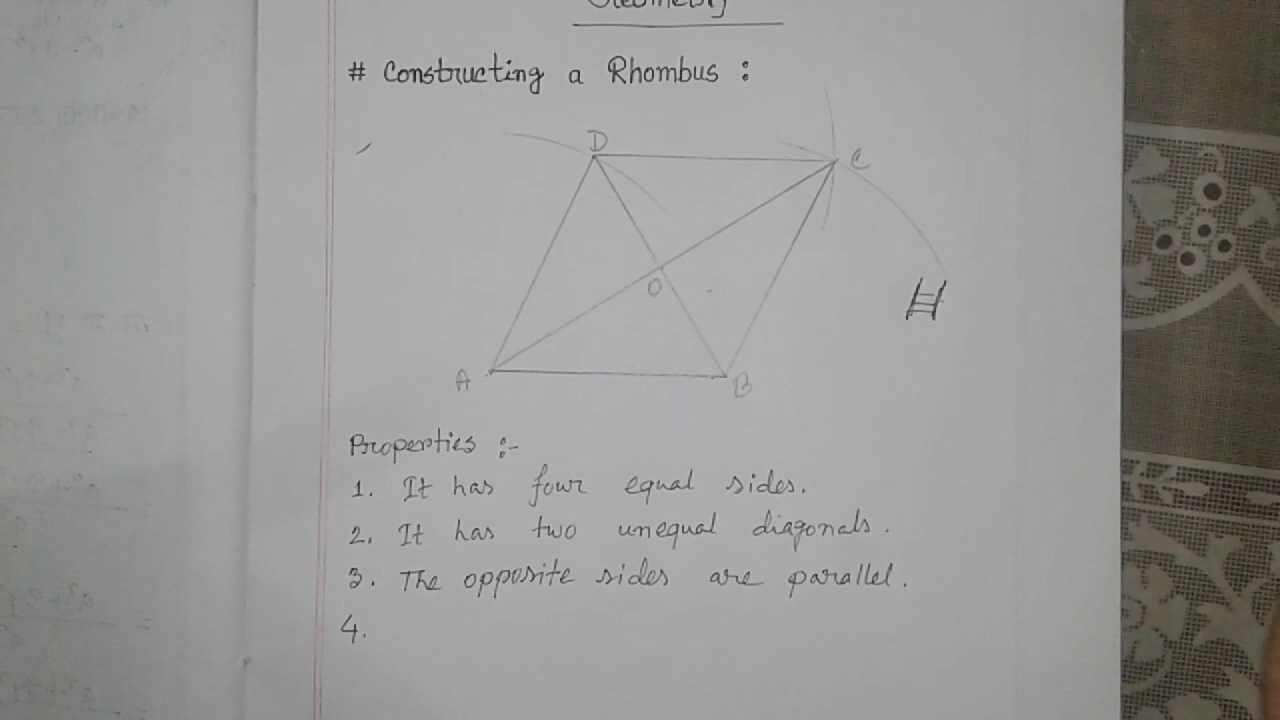 Geometry
# Constructing a Rhombus :
D
C
O
A
B
Properties :-
1. It has four equal sides.
2. It has two unequal diagonals.
3. The opposite sides are parallel.
4.